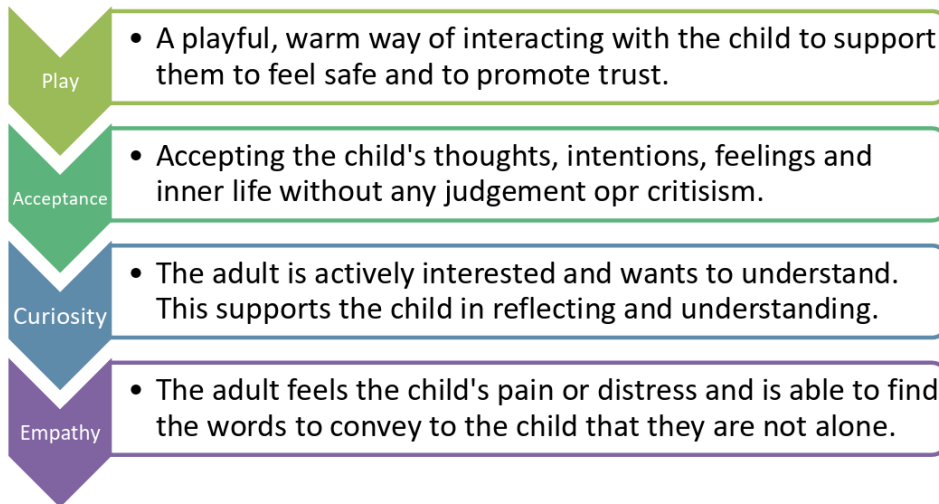 Play
• A playful, warm way of interacting with the child to support
them to feel safe and to promote trust.
Acceptance
• Accepting the child's thoughts, intentions, feelings and
inner life without any judgement opr critisism.
Curiosity
• The adult is actively interested and wants to understand.
This supports the child in reflecting and understanding.
Empathy
• The adult feels the child's pain or distress and is able to find
the words to convey to the child that they are not alone.